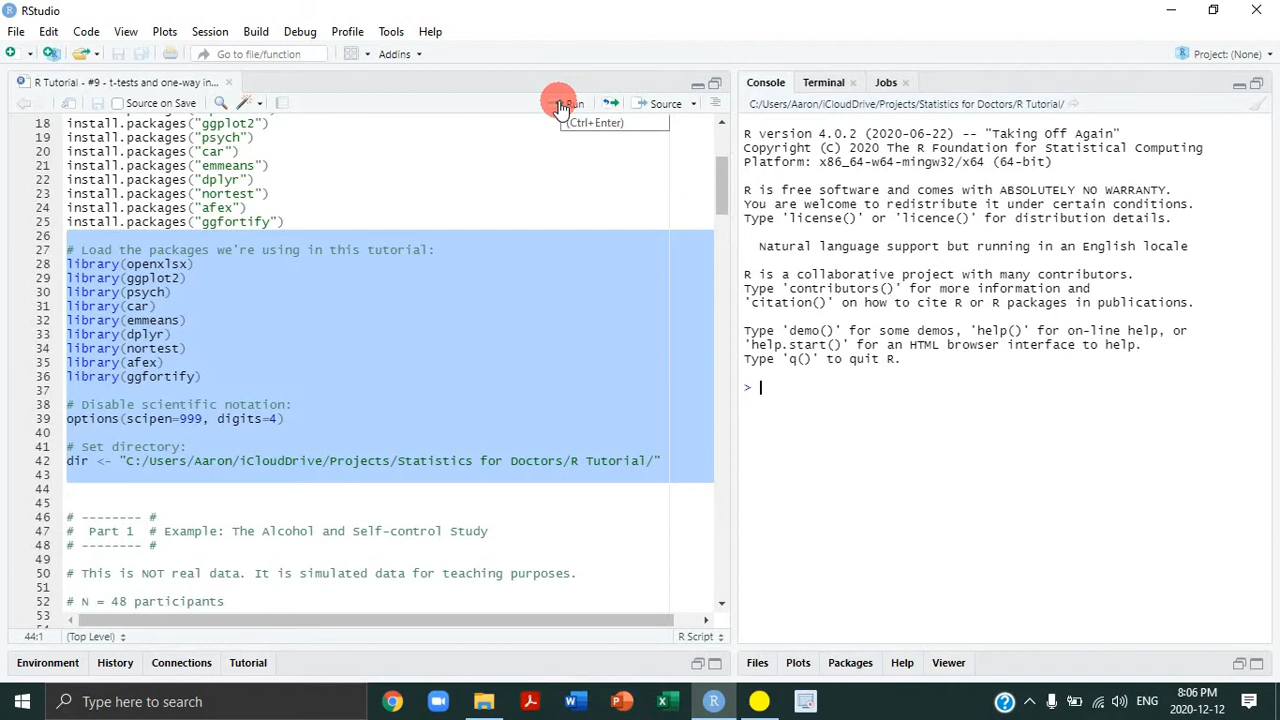 RStudio
File Edit Code View Plots Session Build Debug Profile Tools Help
Go to file/function Addins Project: (None)
R Tutorial - #9 - t-tests and one-way in...
Source on Save Run Source
(Ctrl+Enter)
18 install.packages("ggplot2")
19 install.packages("psych")
20 install.packages("car")
21 install.packages("emmeans")
22 install.packages("dplyr")
23 install.packages("nortest")
24 install.packages("afex")
25 install.packages("ggfortify")
26
27 # Load the packages we're using in this tutorial:
28 library(openxlsx)
29 library(ggplot2)
30 library(psych)
31 library(car)
32 library(emmeans)
33 library(dplyr)
34 library(nortest)
35 library(afex)
36 library(ggfortify)
37
38 # Disable scientific notation:
39 options(scipen=999, digits=4)
40
41 # Set directory:
42 dir <- "C:/Users/Aaron/iCloudDrive/Projects/Statistics for Doctors/R Tutorial/"
43
44
45
46 # -------- #
47 # Part 1 # Example: The Alcohol and Self-control Study
48 # -------- #
49
50 # This is NOT real data. It is simulated data for teaching purposes.
51
52 # N = 48 participants
53
44:1 (Top Level) R Script
Environment History Connections Tutorial
Console Terminal Jobs
C:/Users/Aaron/iCloudDrive/Projects/Statistics for Doctors/R Tutorial/
R version 4.0.2 (2020-06-22) -- "Taking Off Again"
Copyright (C) 2020 The R Foundation for Statistical Computing
Platform: x86_64-w64-mingw32/x64 (64-bit)
R is free software and comes with ABSOLUTELY NO WARRANTY.
You are welcome to redistribute it under certain conditions.
Type 'license()' or 'licence()' for distribution details.
Natural language support but running in an English locale
R is a collaborative project with many contributors.
Type 'contributors()' for more information and
'citation()' on how to cite R or R packages in publications.
Type 'demo()' for some demos, 'help()' for on-line help, or
'help.start()' for an HTML browser interface to help.
Type 'q()' to quit R.
>
Files Plots Packages Help Viewer
Type here to search
ENG
8:06 PM
2020-12-12